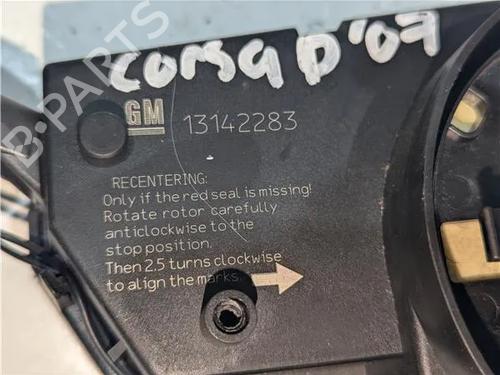 CORSA D'07
GM 13142283
RECENTERING:
Only if the red seal is missing!
Rotate rotor carefully
anticlockwise to the
stop position.
Then 2.5 turns clockwise
to align the marks
B-PARTS